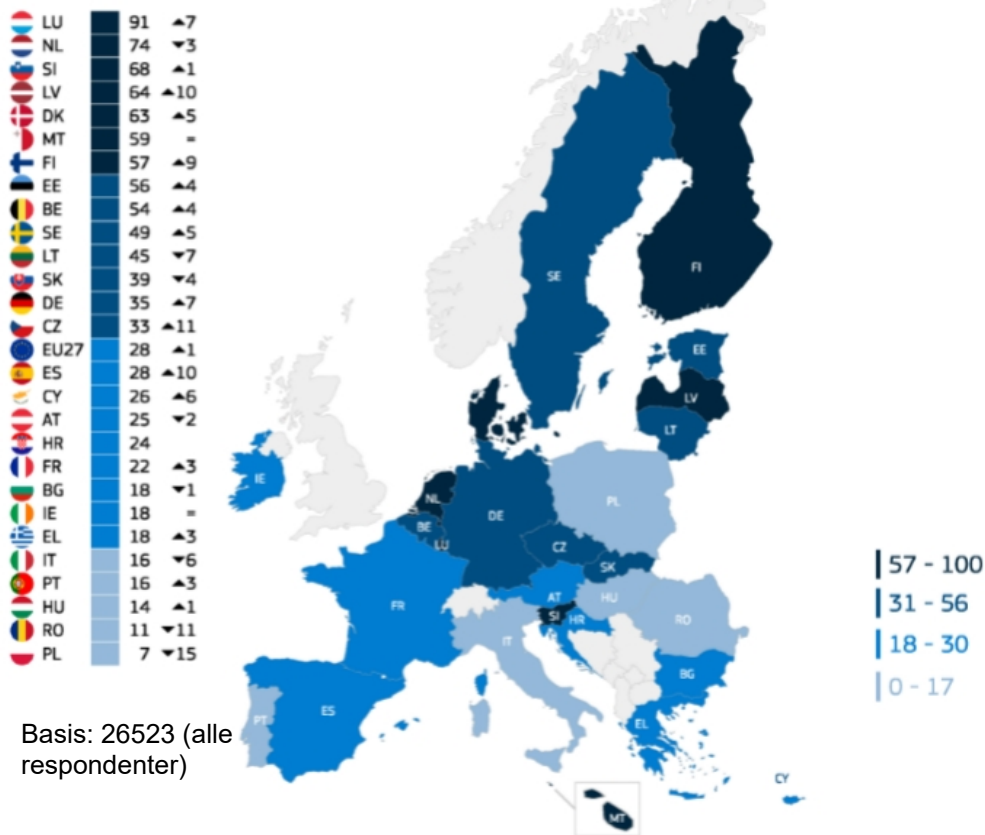 LU 91 ▲7
NL 74 ▼3
SI 68 ▲1
LV 64 ▲10
DK 63 ▲5
MT 59 =
FI 57 ▲9
EE 56 ▲4
BE 54 ▲4
SE 49 ▲5
LT 45 ▼7
SK 39 ▼4
DE 35 ▲7
CZ 33 ▲11
EU27 28 ▲1
ES 28 ▲10
CY 26 ▲6
AT 25 ▼2
HR 24
FR 22 ▲3
BG 18 ▼1
IE 18 =
EL 18 ▲3
IT 16 ▼6
PT 16 ▲3
HU 14 ▲1
RO 11 ▼11
PL 7 ▼15
Basis: 26523 (alle
respondenter)
SE
FI
EE
LV
LT
IE
NL
BE
LU
DE
PL
CZ
SK
FR
AT
HU
SI
HR
RO
IT
BG
PT
ES
EL
CY
MT
57 - 100
31 - 56
18 - 30
0 - 17